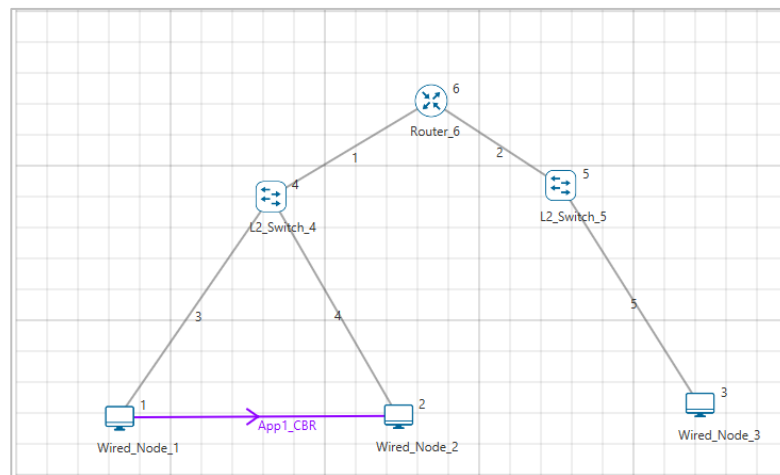 6
Router_6
1
2
4
5
L2_Switch_4
L2_Switch_5
3
4
5
1
2
3
App1_CBR
Wired_Node_1
Wired_Node_2
Wired_Node_3